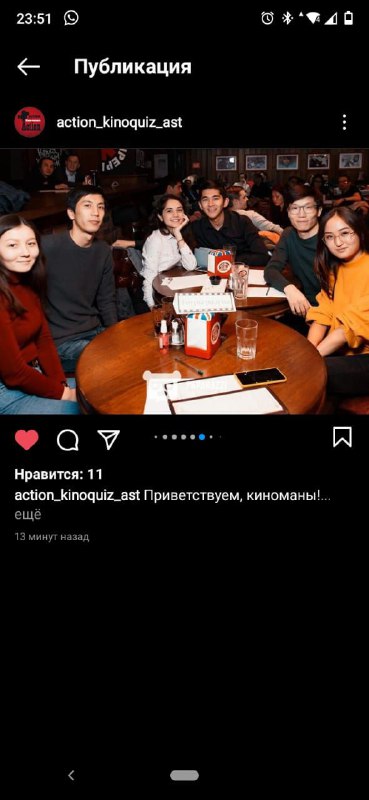 23:51
Публикация
action_kinoquiz_ast
Нравится: 11
action_kinoquiz_ast Приветствуем, киноманы!...
ещё
13 минут назад